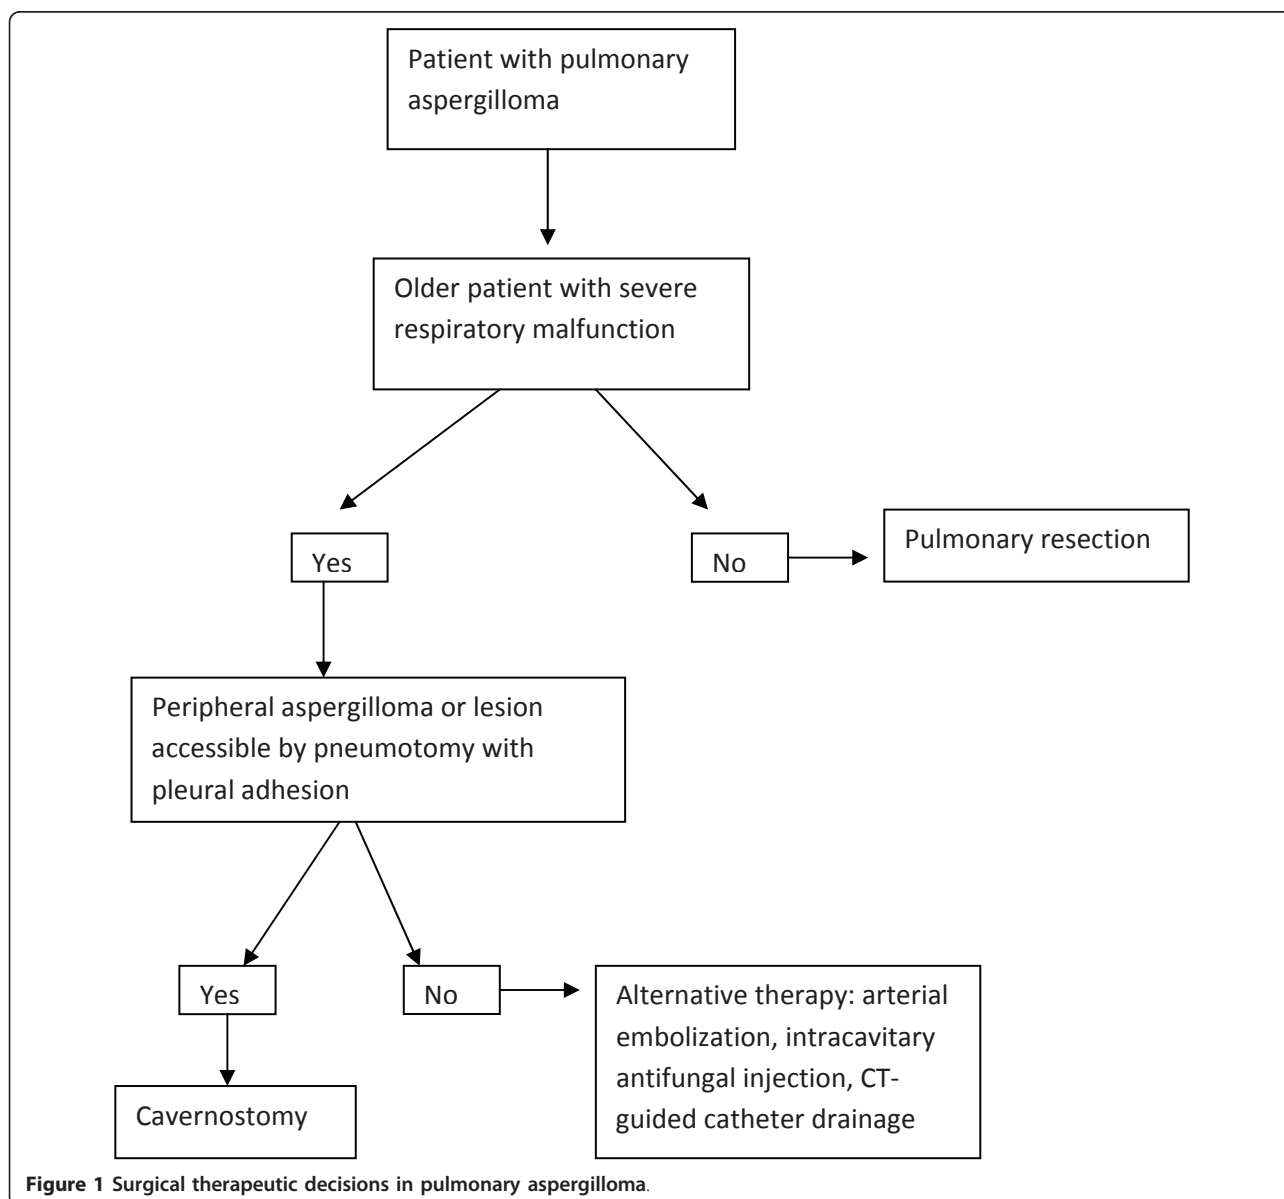 Patient with pulmonary
aspergilloma
Older patient with severe
respiratory malfunction
Yes
No
Pulmonary resection
Peripheral aspergilloma or lesion
accessible by pneumotomy with
pleural adhesion
Yes
No
Alternative therapy: arterial
embolization, intracavitary
antifungal injection, CT-
guided catheter drainage
Cavernostomy
Figure 1 Surgical therapeutic decisions in pulmonary aspergilloma.